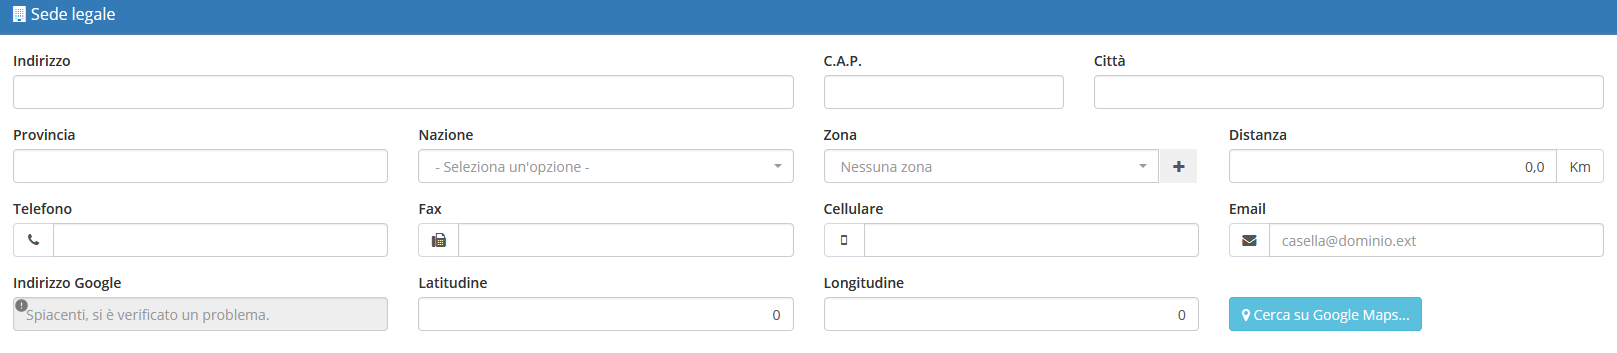 Sede legale
Indirizzo C.A.P. Città
Provincia Nazione Zona Distanza
- Seleziona un'opzione - Nessuna zona 0,0 Km
Telefono Fax Cellulare Email
casella@dominio.ext
Indirizzo Google Latitudine Longitudine
Spiacenti, si è verificato un problema. 0 0 Cerca su Google Maps...